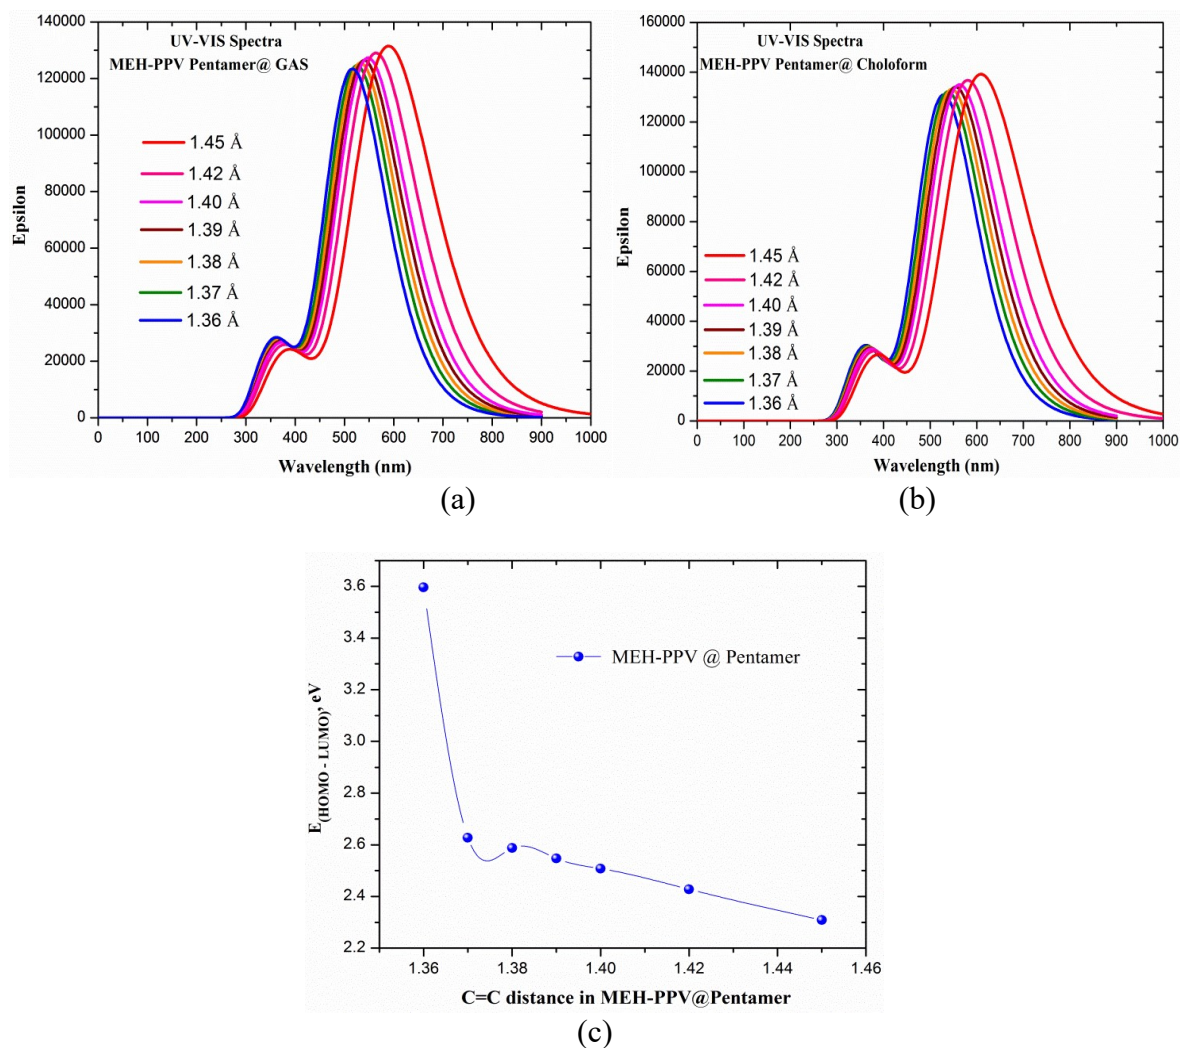 UV-VIS Spectra
MEH-PPV Pentamer@ GAS
140000
120000
100000
80000
60000
40000
20000
0
Epsilon
1.45 Å
1.42 Å
1.40 Å
1.39 Å
1.38 Å
1.37 Å
1.36 Å
0 100 200 300 400 500 600 700 800 900 1000
Wavelength (nm)
(a)
UV-VIS Spectra
MEH-PPV Pentamer@ Choloform
160000
140000
120000
100000
80000
60000
40000
20000
0
Epsilon
1.45 Å
1.42 Å
1.40 Å
1.39 Å
1.38 Å
1.37 Å
1.36 Å
0 100 200 300 400 500 600 700 800 900 1000
Wavelength (nm)
(b)
3.6
3.4
3.2
3.0
2.8
2.6
2.4
2.2
E(HOMO - LUMO), eV
MEH-PPV @ Pentamer
1.36 1.38 1.40 1.42 1.44 1.46
C=C distance in MEH-PPV@Pentamer
(c)